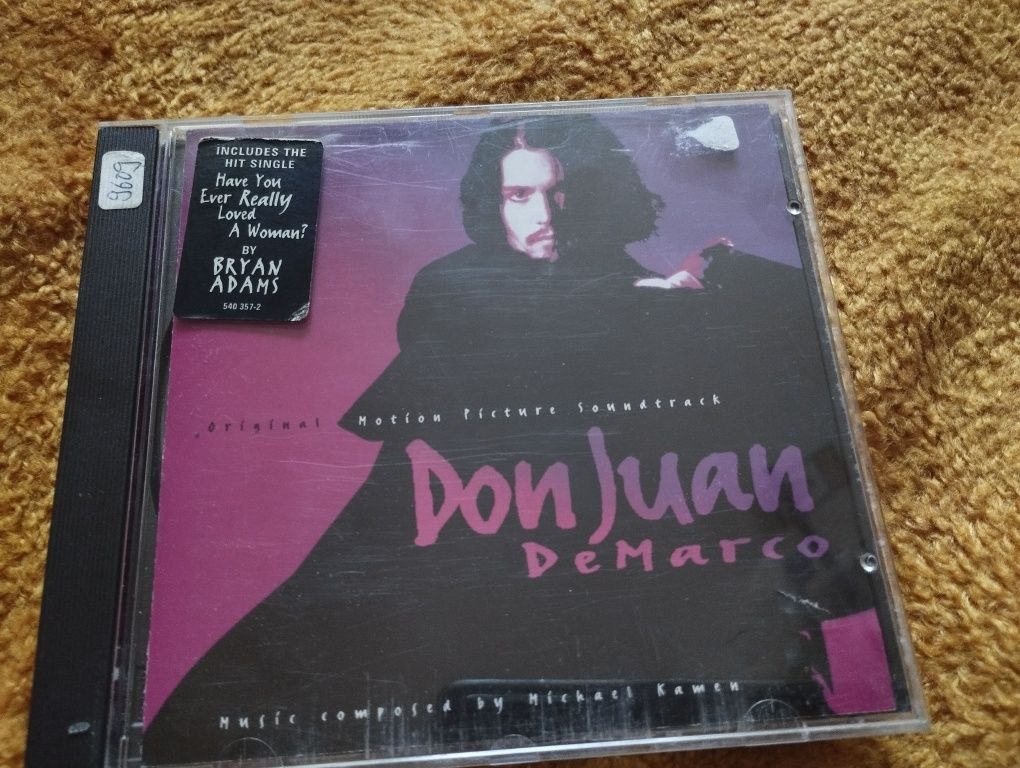 9609
INCLUDES THE
HIT SINGLE
Have You
Ever Really
Loved
A Woman?
BY
BRYAN
ADAMS
540 357-2
Original Motion Picture Soundtrack
Don Juan
DeMarco
Music composed by Michael Kamen